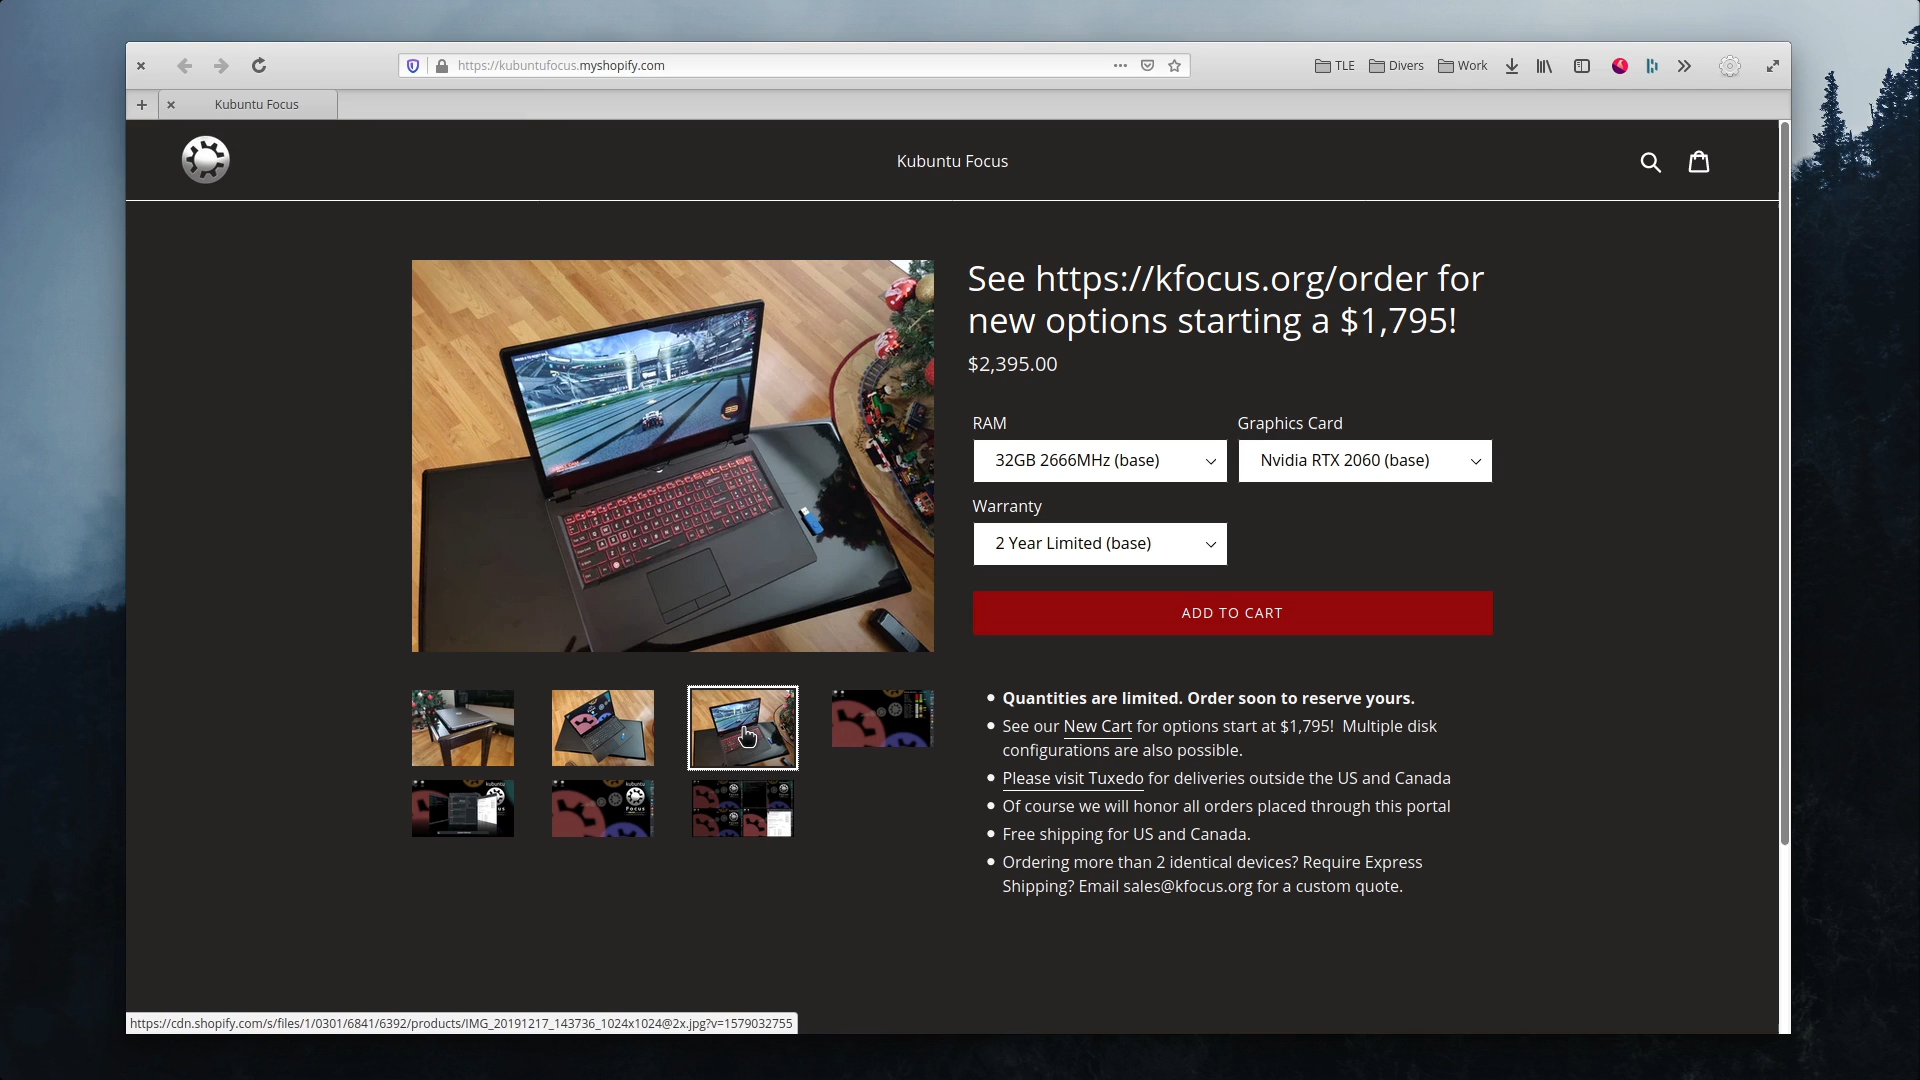 https://kubuntufocus.myshopify.com
TLE
Divers
Work
Kubuntu Focus
Kubuntu Focus
See https://kfocus.org/order for
new options starting a $1,795!
$2,395.00
RAM
Graphics Card
32GB 2666MHz (base)
Nvidia RTX 2060 (base)
Warranty
2 Year Limited (base)
ADD TO CART
Quantities are limited. Order soon to reserve yours.
See our New Cart for options start at $1,795!  Multiple disk
configurations are also possible.
Please visit Tuxedo for deliveries outside the US and Canada
Of course we will honor all orders placed through this portal
Free shipping for US and Canada.
Ordering more than 2 identical devices? Require Express
Shipping? Email sales@kfocus.org for a custom quote.
https://cdn.shopify.com/s/files/1/0301/6841/6392/products/IMG_20191217_143736_1024x1024@2x.jpg?v=1579032755